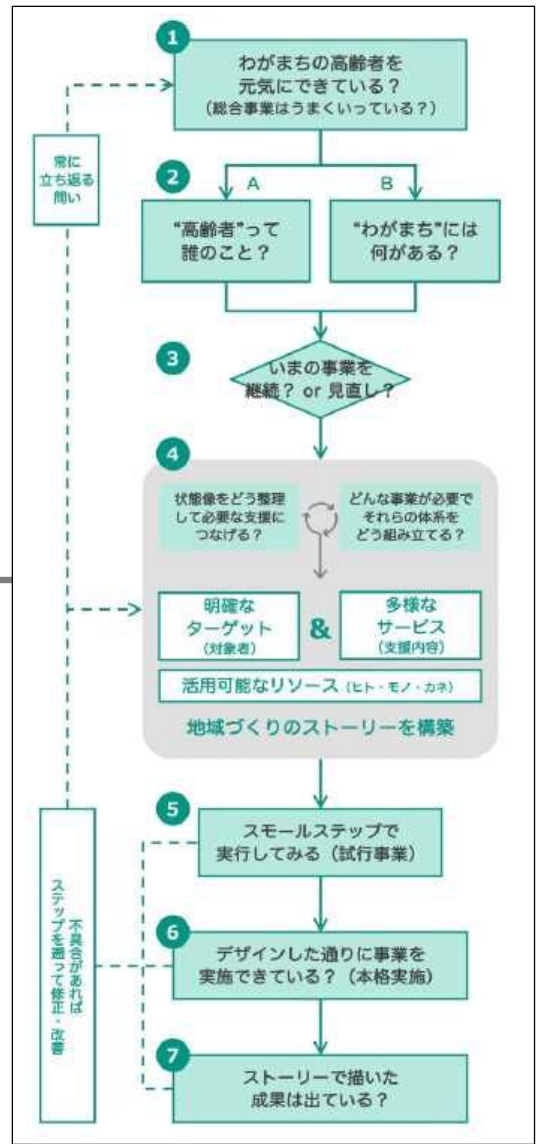 1
わがまちの高齢者を
元気にできている？
（総合事業はうまくいっている？）
常に
立ち返る
問い
2
A
B
“高齢者”って
誰のこと？
“わがまち”には
何がある？
3
いまの事業を
継続？ or 見直し？
4
状態像をどう整理
して必要な支援に
つなげる？
どんな事業が必要で
それらの体系を
どう組み立てる？
明確な
ターゲット
（対象者）
&
多様な
サービス
（支援内容）
活用可能なリソース（ヒト・モノ・カネ）
地域づくりのストーリーを構築
5
スモールステップで
実行してみる（試行事業）
不具合があれば
ステップを遡って修正・改善
6
デザインした通りに事業を
実施できている？（本格実施）
7
ストーリーで描いた
成果は出ている？